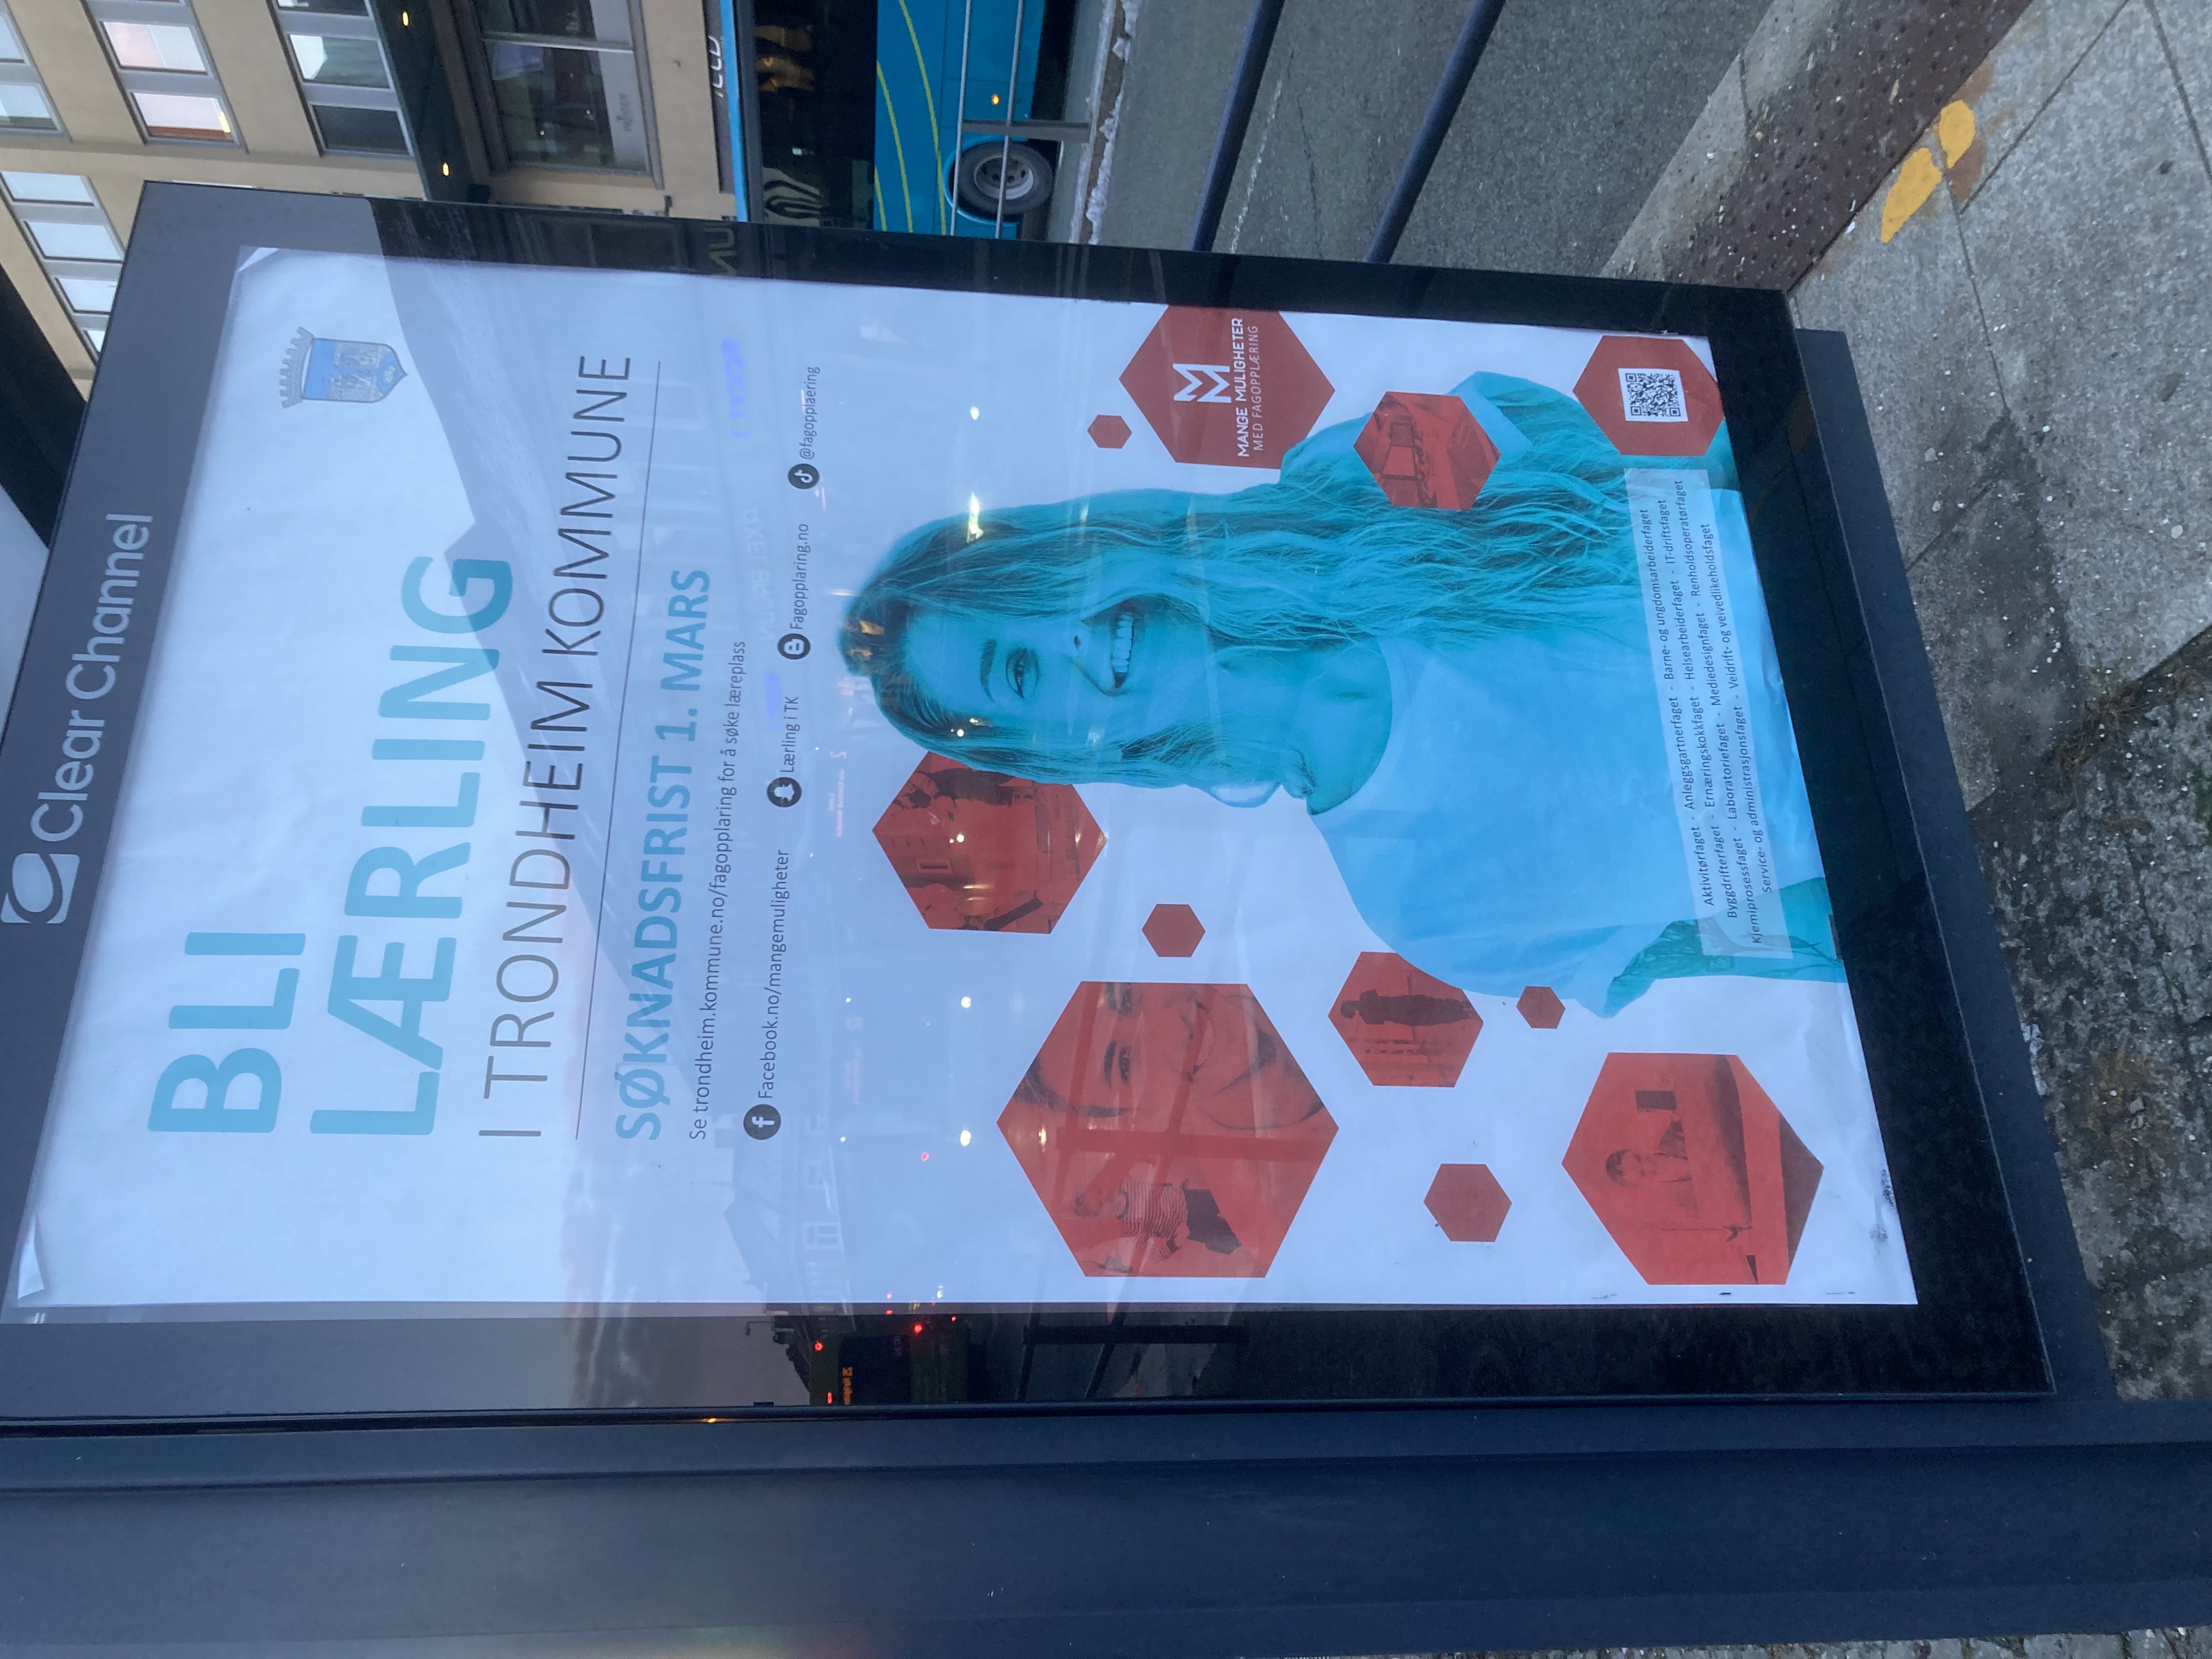 Clear Channel
BLI
LÆRLING
I TRONDHEIM KOMMUNE
SØKNADSFRIST 1. MARS
Se trondheim.kommune.no/fagopplaring for å søke læreplass
Facebook.no/mangemuligheter Lærling i TK Fagopplaring.no @fagopplaering
MANGE MULIGHETER
MED FAGOPPLÆRING
Aktivitørfaget - Anleggsgartnerfaget - Barne- og ungdomsarbeiderfaget
Byggdrifterfaget - Ernæringskokkfaget - Helsearbeiderfaget - IT-driftsfaget
Kjemiprosessfaget - Laboratoriefaget - Mediedesignfaget - Renholdsoperatørfaget
Service- og administrasjonsfaget - Veidrift- og veivedlikeholdsfaget